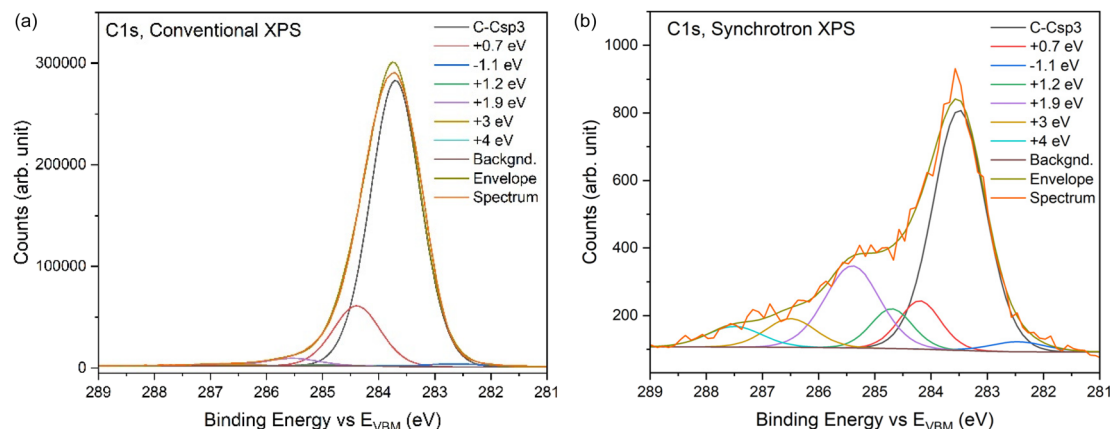 (a)
C1s, Conventional XPS
C-Csp3
+0.7 eV
-1.1 eV
+1.2 eV
+1.9 eV
+3 eV
+4 eV
Backgnd.
Envelope
Spectrum
Counts (arb. unit)
300000
200000
100000
0
289 288 287 286 285 284 283 282 281
Binding Energy vs EVBM (eV)
(b)
C1s, Synchrotron XPS
C-Csp3
+0.7 eV
-1.1 eV
+1.2 eV
+1.9 eV
+3 eV
+4 eV
Backgnd.
Envelope
Spectrum
Counts (arb. unit)
1000
800
600
400
200
289 288 287 286 285 284 283 282 281
Binding Energy vs EVBM (eV)